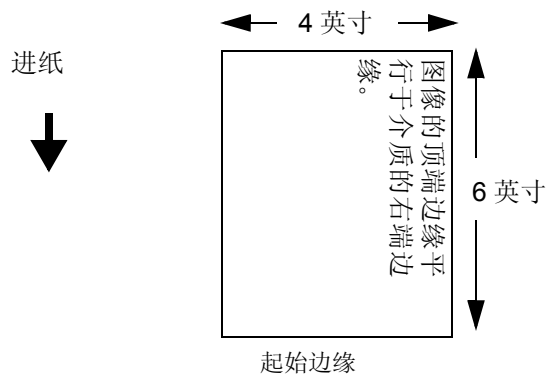 4 英寸
进纸
图像的顶端边缘平
行于介质的右端边
缘。
6 英寸
起始边缘